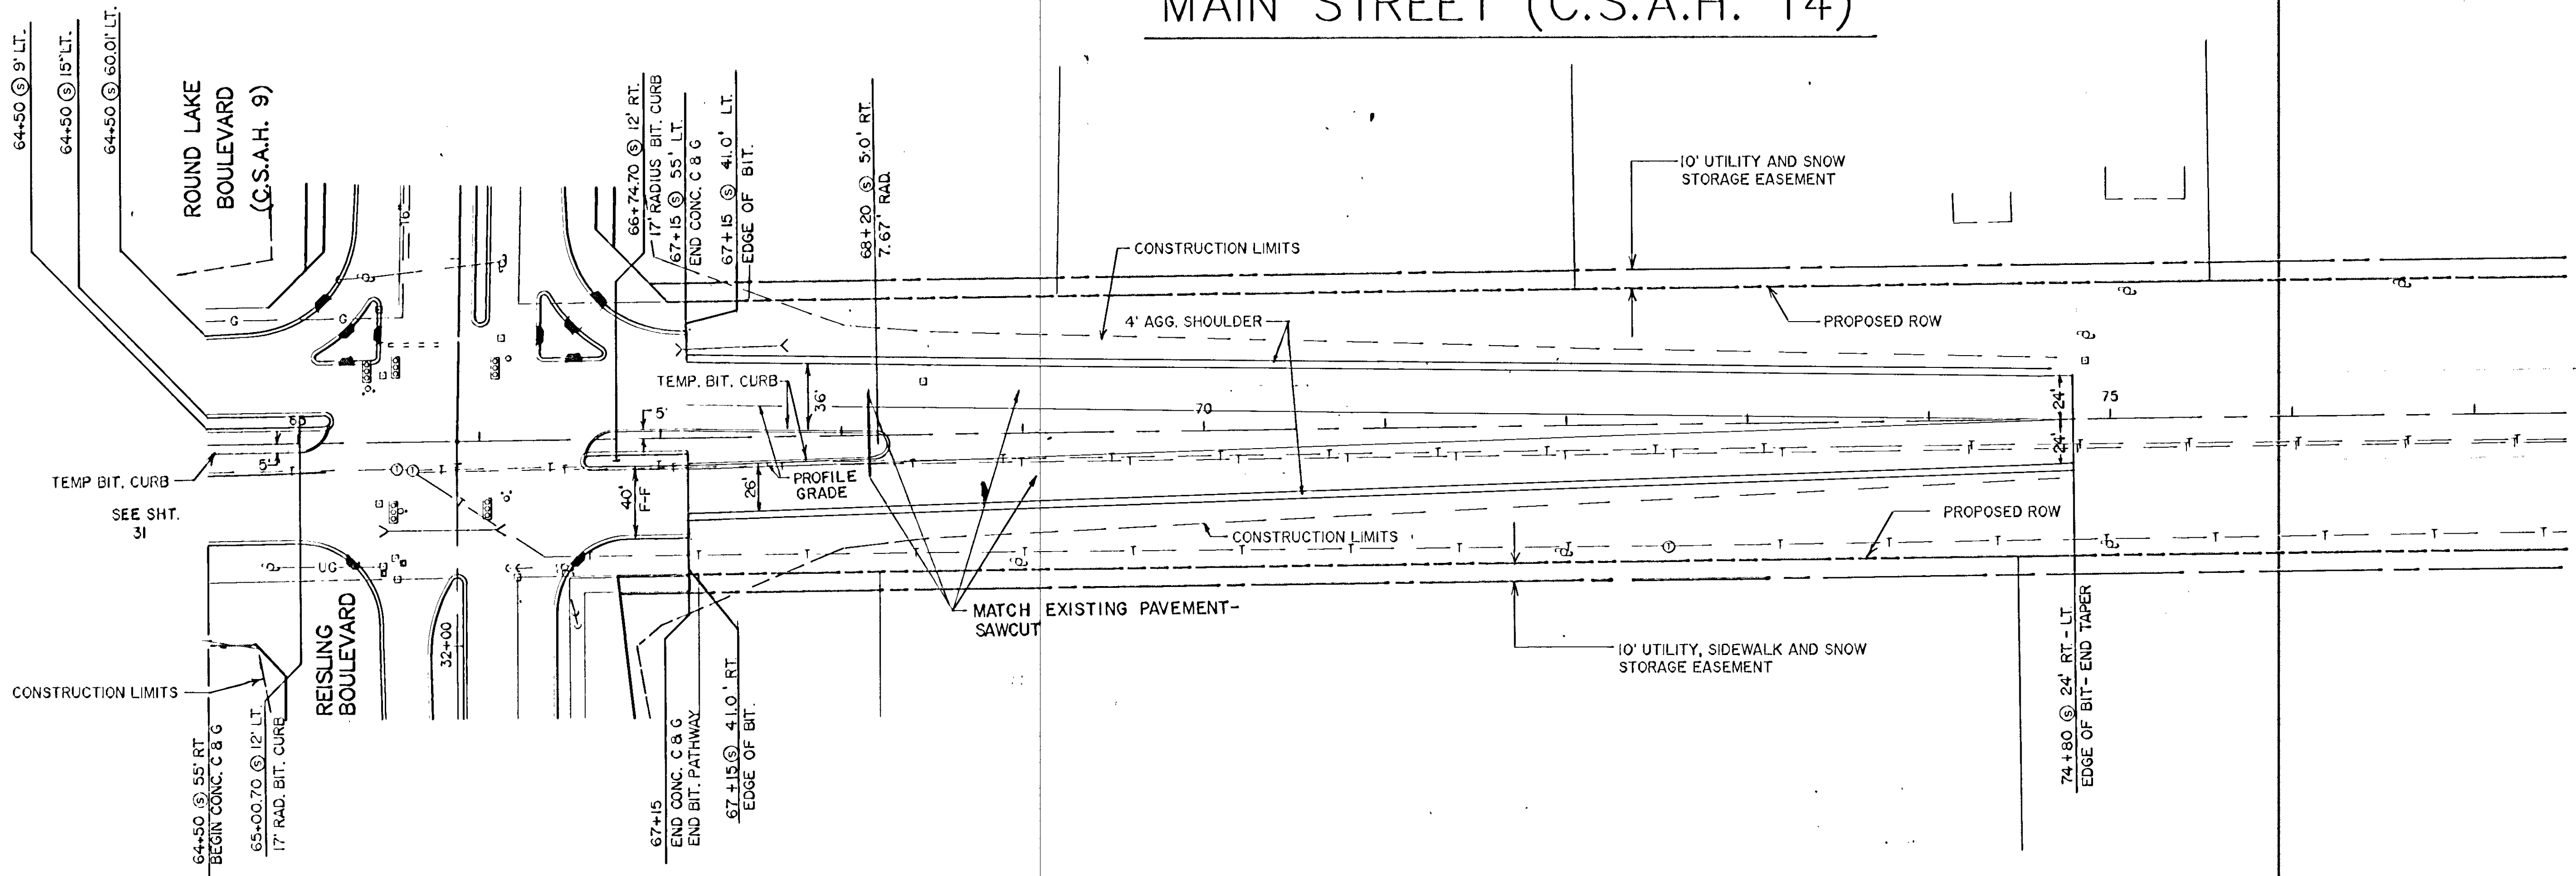 MAIN STREET (C.S.A.H. 14)
64+50 Ⓢ 9' LT.
64+50 Ⓢ 15' LT.
64+50 Ⓢ 60.01' LT.
ROUND LAKE
BOULEVARD
(C.S.A.H. 9)
66+74.70 Ⓢ 12' RT.
17' RADIUS BIT. CURB
67+15 Ⓢ 55' LT.
END CONC. C & G
67+15 Ⓢ 41.0' LT.
EDGE OF BIT.
68+20 Ⓢ 5.0' RT.
7.67' RAD.
10' UTILITY AND SNOW
STORAGE EASEMENT
CONSTRUCTION LIMITS
4' AGG. SHOULDER
PROPOSED ROW
16'
G
G
TEMP. BIT. CURB
36'
5'
65
5'
70
75
24'
24'
TEMP BIT. CURB
SEE SHT.
31
40'
F-F
26'
PROFILE
GRADE
PROPOSED ROW
CONSTRUCTION LIMITS
UG
MATCH EXISTING PAVEMENT-
SAWCUT
10' UTILITY, SIDEWALK AND SNOW
STORAGE EASEMENT
CONSTRUCTION LIMITS
REISLING
BOULEVARD
32+00
64+50 Ⓢ 55' RT
BEGIN CONC. C & G
65+00.70 Ⓢ 12' LT.
17' RAD. BIT. CURB
67+15
END CONC. C & G
END BIT. PATHWAY
67+15 Ⓢ 41.0' RT.
EDGE OF BIT.
74+80 Ⓢ 24' RT.- LT.
EDGE OF BIT- END TAPER